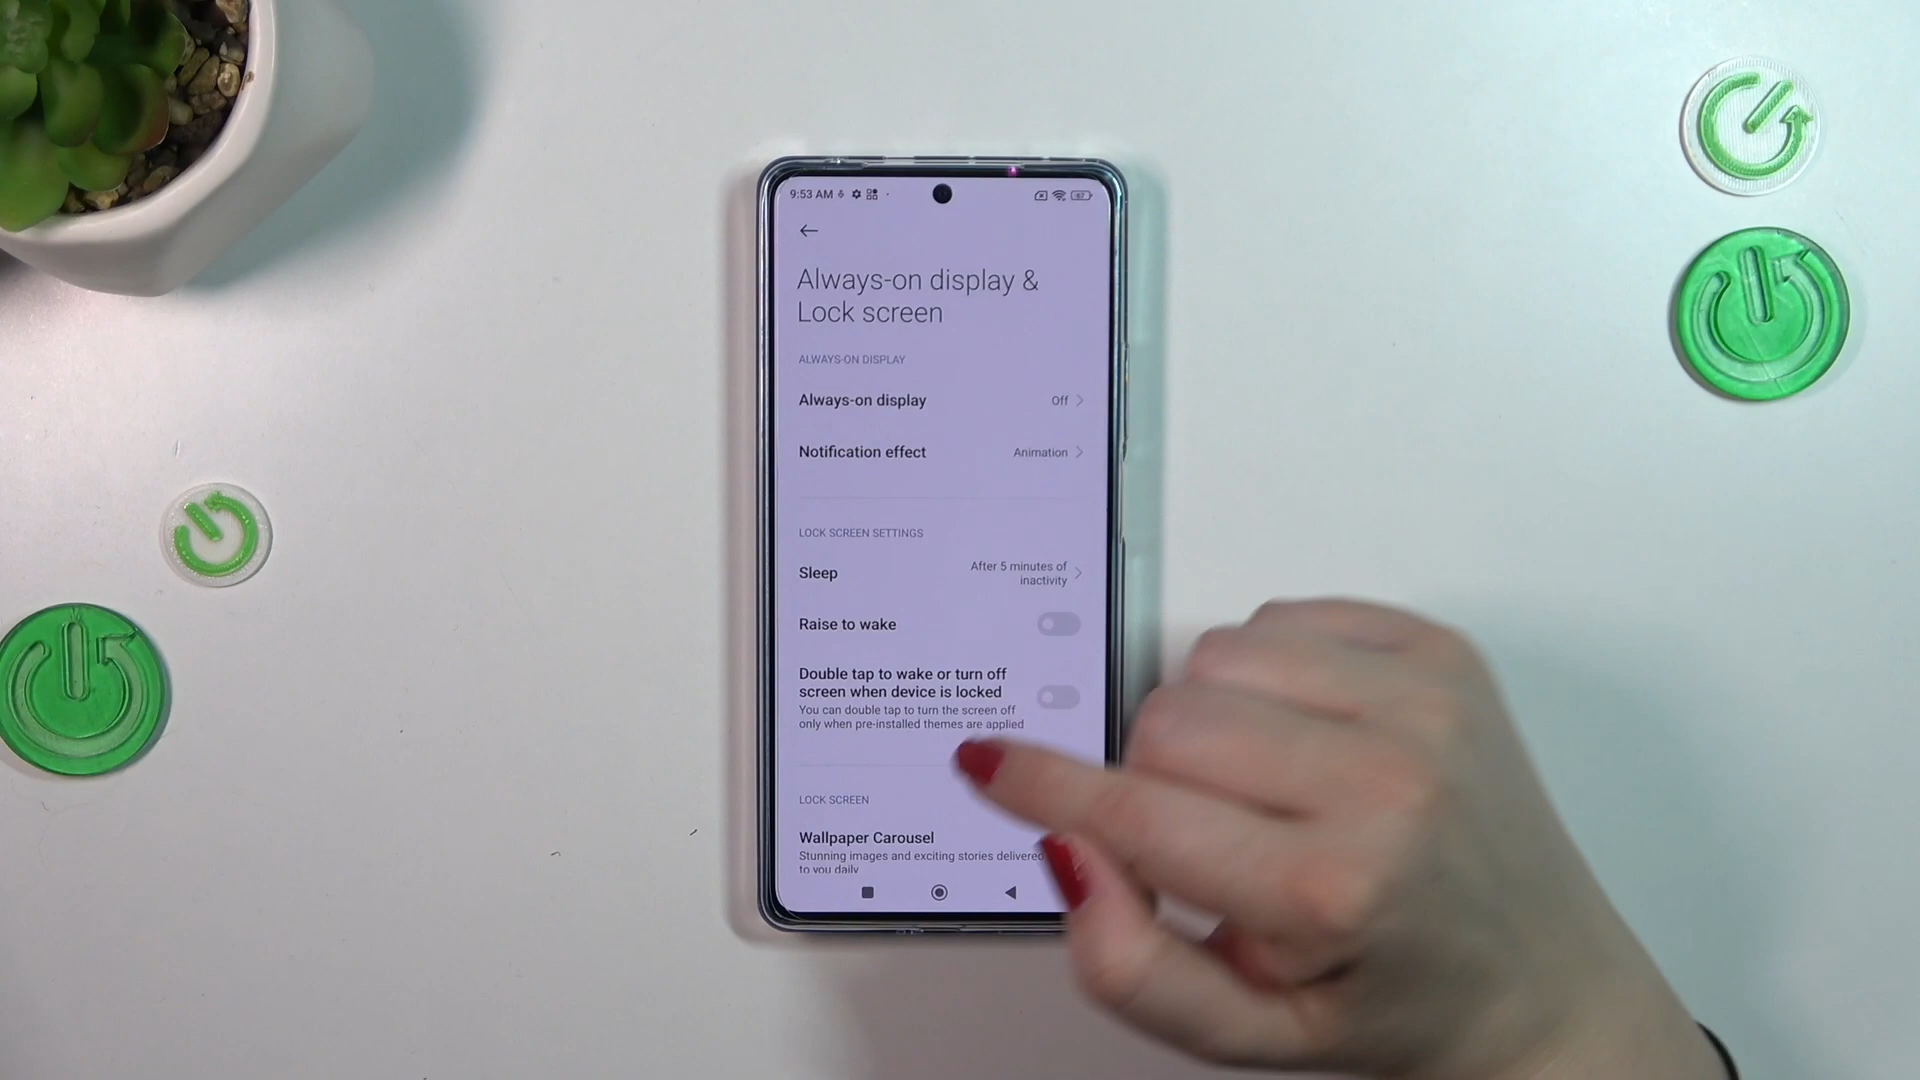 9:53 AM
Always-on display &
Lock screen
ALWAYS-ON DISPLAY
Always-on display Off
Notification effect Animation
LOCK SCREEN SETTINGS
Sleep After 5 minutes of
inactivity
Raise to wake
Double tap to wake or turn off
screen when device is locked
You can double tap to turn the screen off
only when pre-installed themes are applied
LOCK SCREEN
Wallpaper Carousel
Stunning images and exciting stories delivered
to you daily